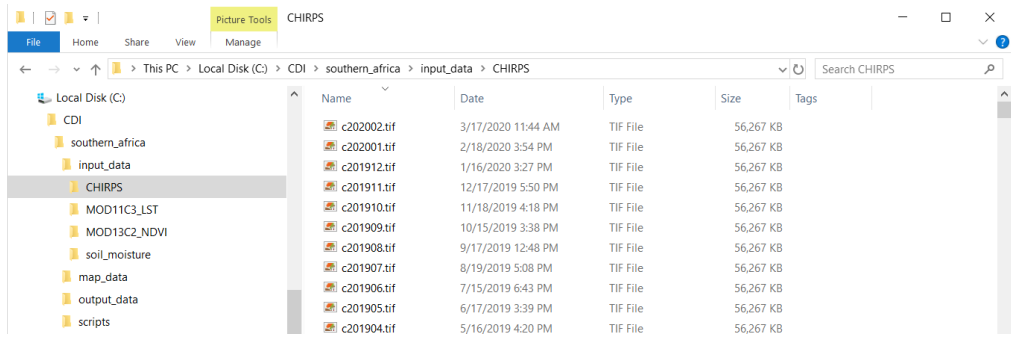 Picture Tools CHIRPS
File Home Share View Manage
This PC > Local Disk (C:) > CDI > southern_africa > input_data > CHIRPS
Search CHIRPS
Local Disk (C:)
CDI
southern_africa
input_data
CHIRPS
MOD11C3_LST
MOD13C2_NDVI
soil_moisture
map_data
output_data
scripts
Name Date Type Size Tags
c202002.tif 3/17/2020 11:44 AM TIF File 56,267 KB
c202001.tif 2/18/2020 3:54 PM TIF File 56,267 KB
c201912.tif 1/16/2020 3:27 PM TIF File 56,267 KB
c201911.tif 12/17/2019 5:50 PM TIF File 56,267 KB
c201910.tif 11/18/2019 4:18 PM TIF File 56,267 KB
c201909.tif 10/15/2019 3:38 PM TIF File 56,267 KB
c201908.tif 9/17/2019 12:48 PM TIF File 56,267 KB
c201907.tif 8/19/2019 5:08 PM TIF File 56,267 KB
c201906.tif 7/15/2019 6:43 PM TIF File 56,267 KB
c201905.tif 6/17/2019 3:39 PM TIF File 56,267 KB
c201904.tif 5/16/2019 4:20 PM TIF File 56,267 KB